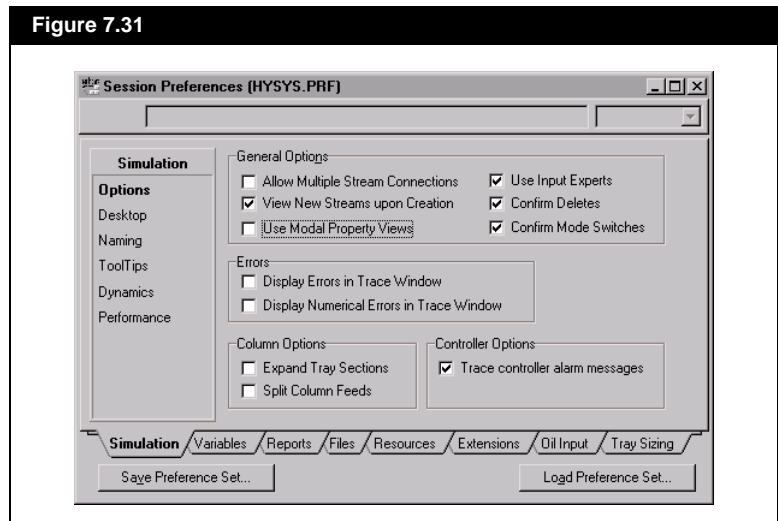 Figure 7.31
Session Preferences (HYSYS.PRF)
Simulation
Options
Desktop
Naming
ToolTips
Dynamics
Performance
General Options
Allow Multiple Stream Connections
View New Streams upon Creation
Use Modal Property Views
Use Input Experts
Confirm Deletes
Confirm Mode Switches
Errors
Display Errors in Trace Window
Display Numerical Errors in Trace Window
Column Options
Expand Tray Sections
Split Column Feeds
Controller Options
Trace controller alarm messages
Simulation Variables Reports Files Resources Extensions Oil Input Tray Sizing
Save Preference Set... Load Preference Set...